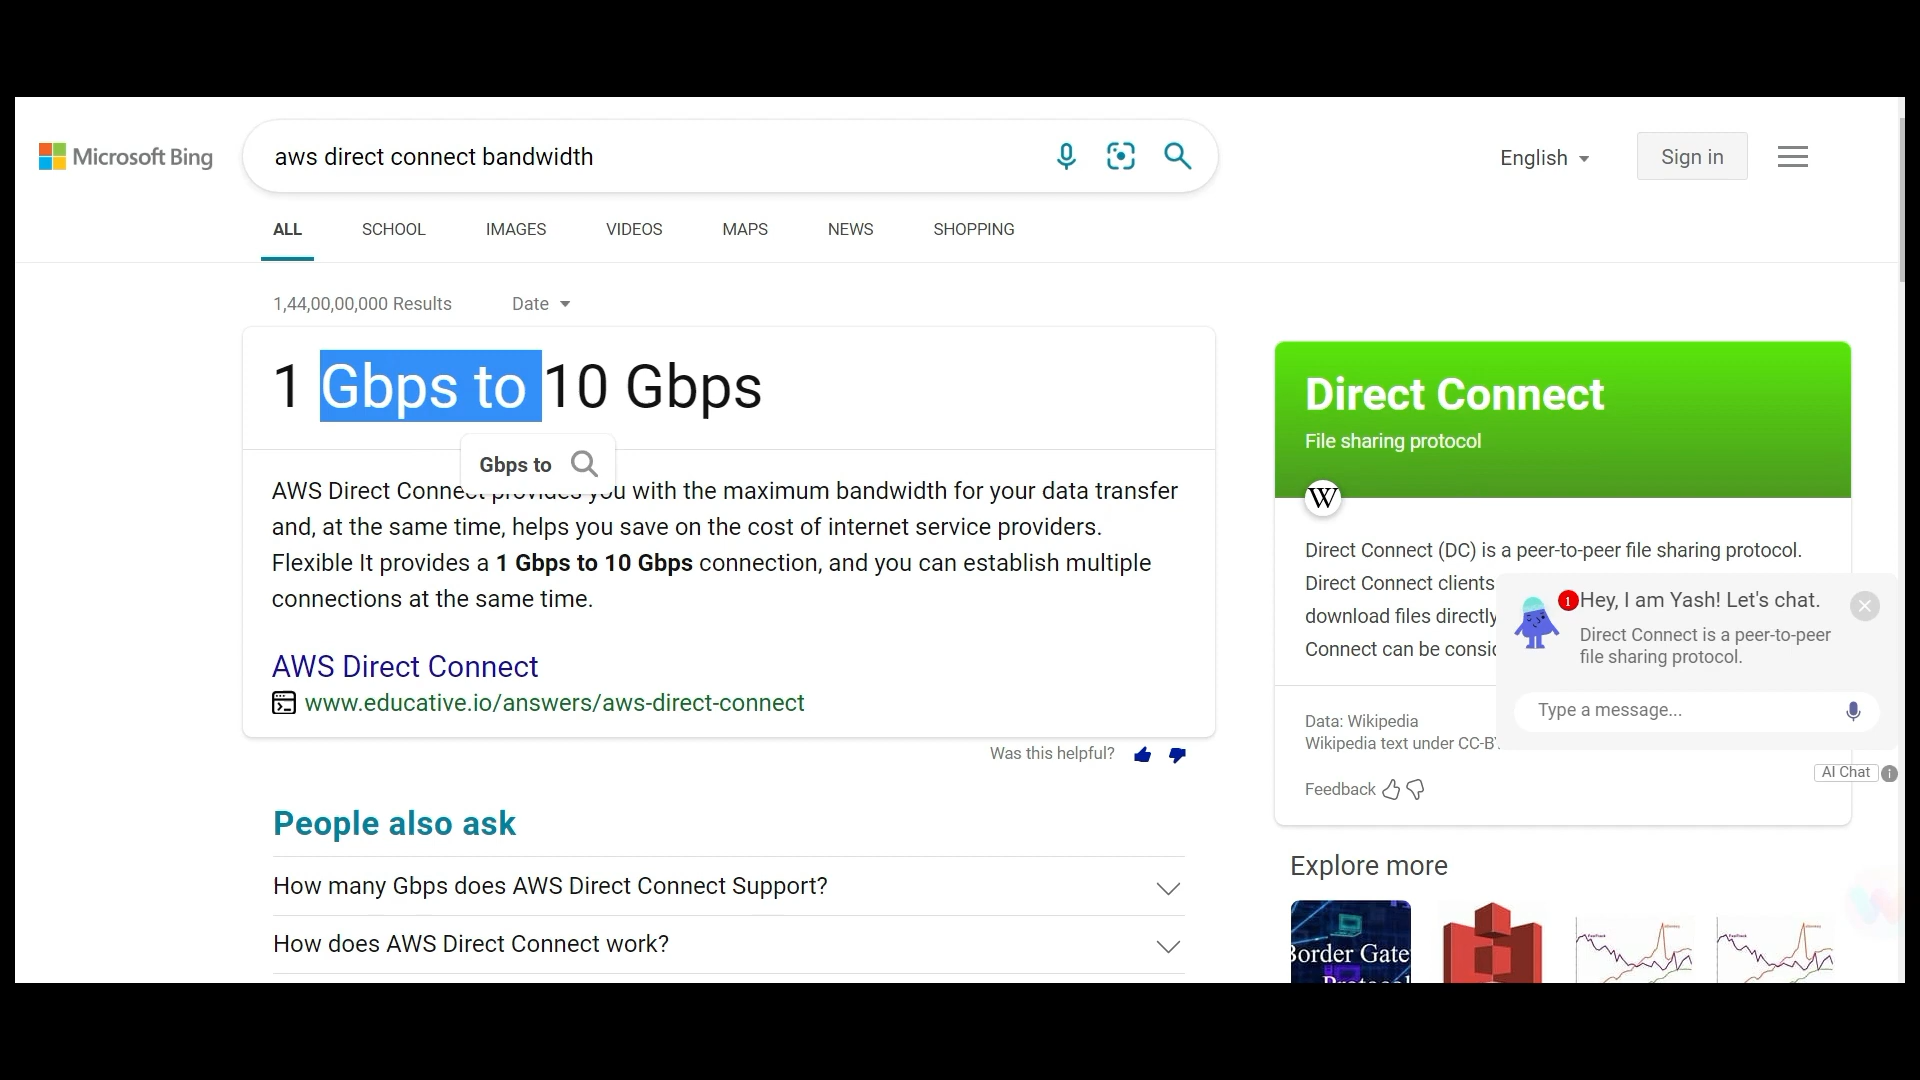 Microsoft Bing
aws direct connect bandwidth
English
Sign in
ALL
SCHOOL
IMAGES
VIDEOS
MAPS
NEWS
SHOPPING
1,44,00,00,000 Results
Date
1 Gbps to 10 Gbps
Gbps to
AWS Direct Connect provides you with the maximum bandwidth for your data transfer
and, at the same time, helps you save on the cost of internet service providers.
Flexible It provides a 1 Gbps to 10 Gbps connection, and you can establish multiple
connections at the same time.
AWS Direct Connect
www.educative.io/answers/aws-direct-connect
Was this helpful?
People also ask
How many Gbps does AWS Direct Connect Support?
How does AWS Direct Connect work?
Direct Connect
File sharing protocol
W
Direct Connect (DC) is a peer-to-peer file sharing protocol.
Direct Connect clients
download files directly
Connect can be
1
Hey, I am Yash! Let's chat.
Direct Connect is a peer-to-peer
file sharing protocol.
Type a message...
AI Chat
Data: Wikipedia
Wikipedia text under
Feedback
Explore more
Border